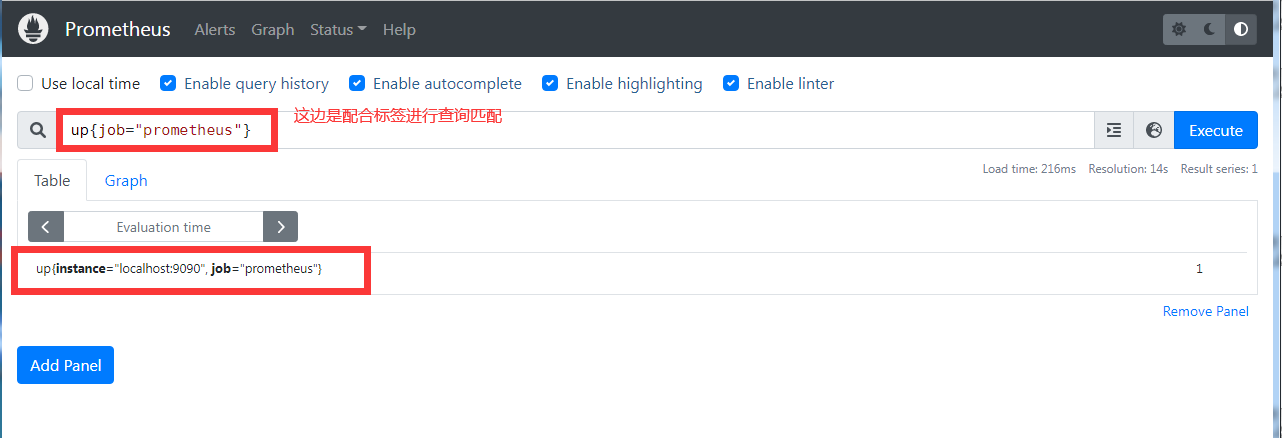 Prometheus Alerts Graph Status Help
Use local time Enable query history Enable autocomplete Enable highlighting Enable linter
up{job="prometheus"} 这边是配合标签进行查询匹配 Execute
Table Graph Load time: 216ms Resolution: 14s Result series: 1
Evaluation time
up{instance="localhost:9090", job="prometheus"} 1
Remove Panel
Add Panel